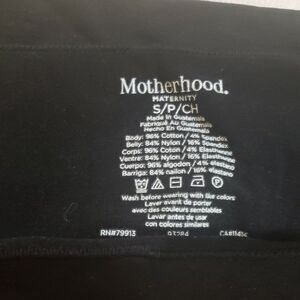 Motherhood.
MATERNITY
S/P/CH
Made In Guatemala
Fabriqué Au Guatemala
Hecho En Guatemala
Body: 96% Cotton / 4% Spandex
Belly: 84% Nylon / 16% Spandex
Corps: 96% Coton / 4% Elasthanne
Ventre: 84% Nylon / 16% Elasthanne
Cuerpo: 96% algodon / 4% elastano
Barriga: 84% nailon / 16% elastano
Wash before wearing with like colors
Laver avant de porter
avec des couleurs semblables
Lavar antes de usar
con colores similares
RN#79913 93284